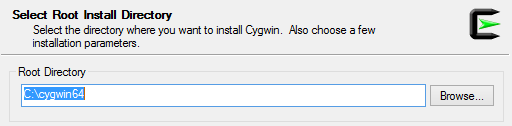 Select Root Install Directory
Select the directory where you want to install Cygwin.  Also choose a few
installation parameters.
Root Directory
C:\cygwin64
Browse...